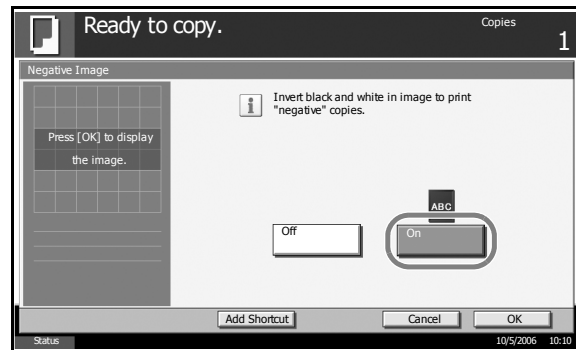 Ready to copy.
Copies
1
Negative Image
Press [OK] to display
the image.
Invert black and white in image to print
"negative" copies.
ABC
Off
On
Add Shortcut
Cancel
OK
Status
10/5/2006 10:10